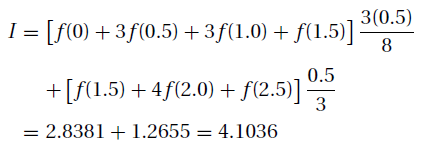 I = [f(0) + 3f(0.5) + 3f(1.0) + f(1.5)] 3(0.5)/8
+ [f(1.5) + 4f(2.0) + f(2.5)] 0.5/3
= 2.8381 + 1.2655 = 4.1036